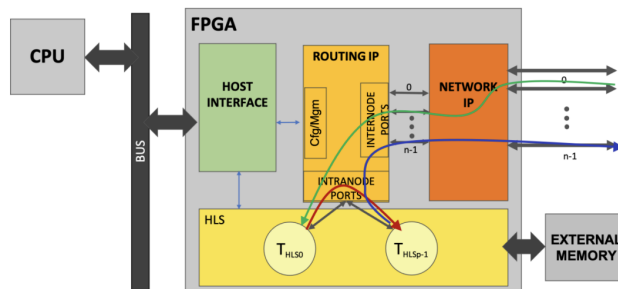 FPGA
CPU
BUS
HOST
INTERFACE
ROUTING IP
Cfg/Mgm
INTERNODE
PORTS
INTRANODE
PORTS
0
n-1
NETWORK
IP
0
n-1
HLS
THLS0
THLSp-1
EXTERNAL
MEMORY